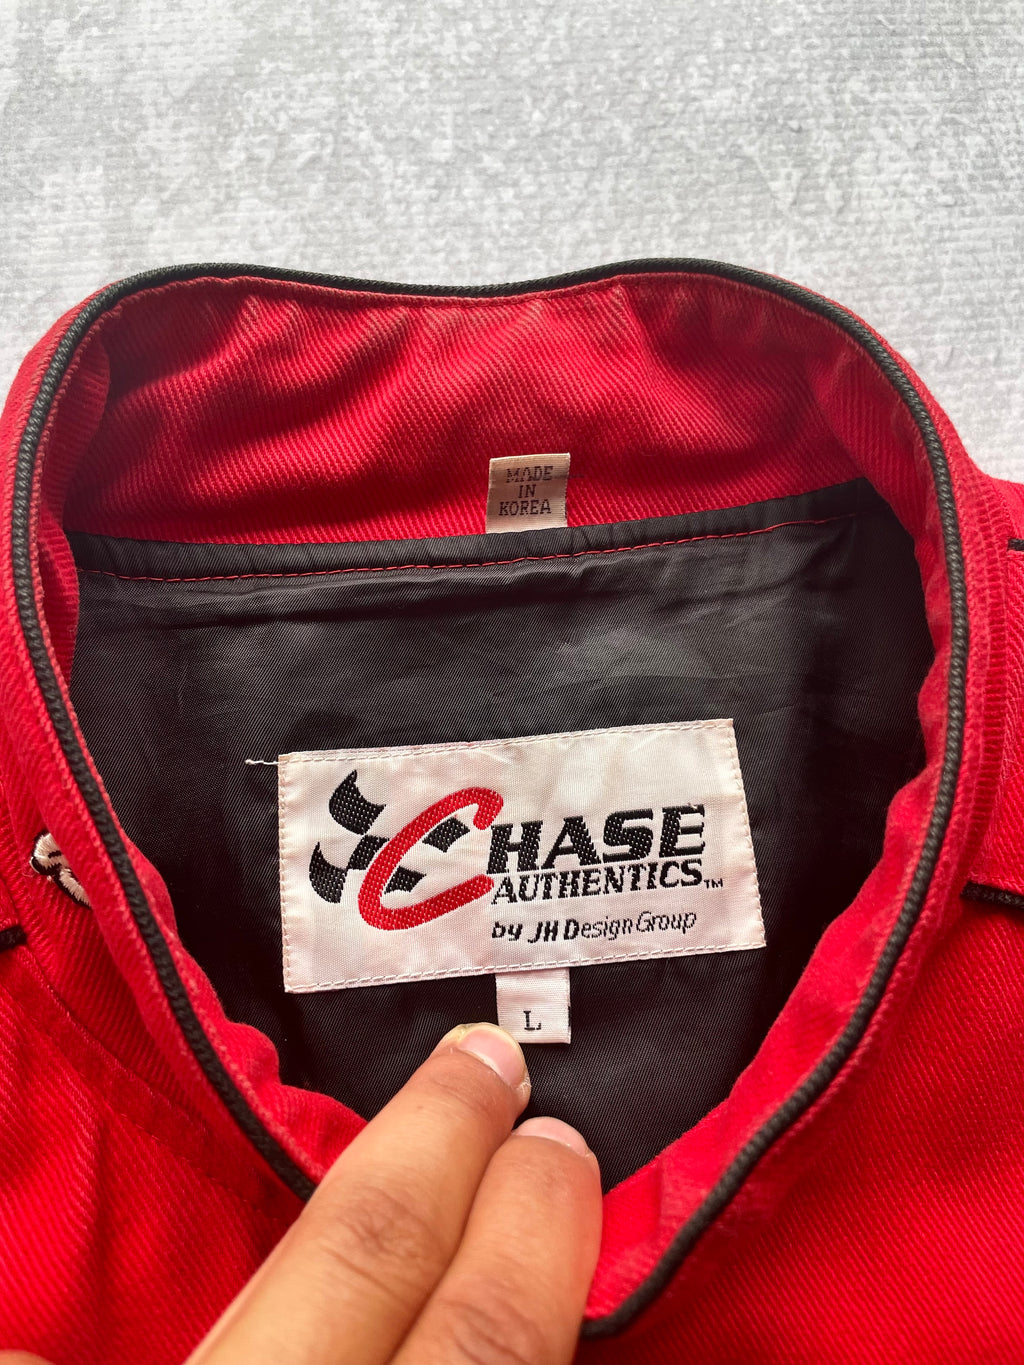 MADE
IN
KOREA
CHASE
AUTHENTICS™
by JH Design Group
L